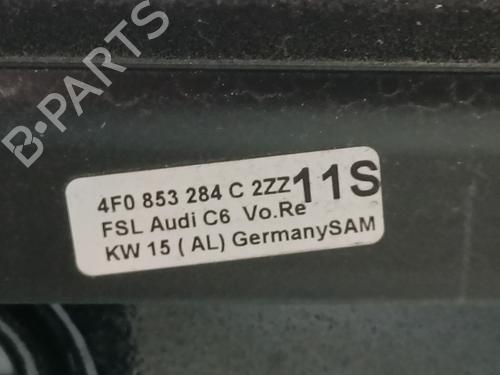 B-PARTS
4F0 853 284 C 2ZZ 11S
FSL Audi C6 Vo.Re
KW 15 ( AL) GermanySAM